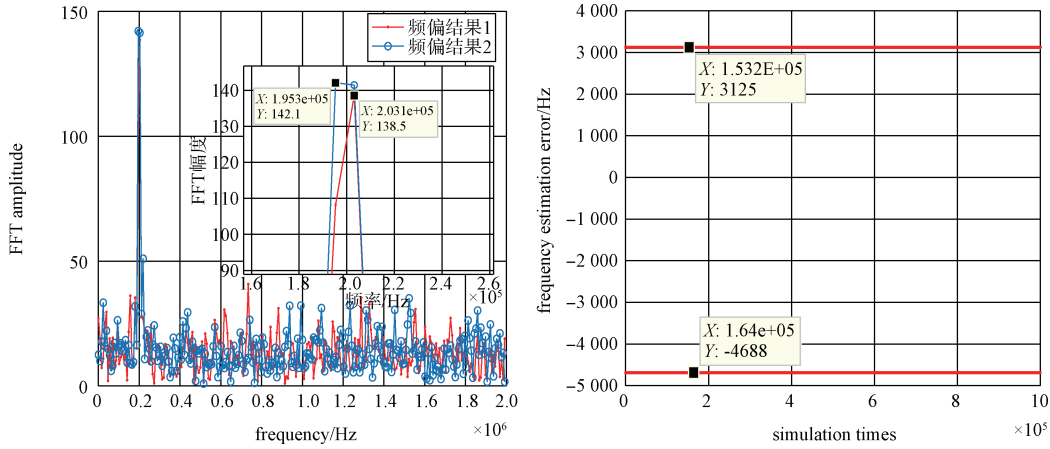 150
100
50
0
FFT amplitude
0
0.2
0.4
0.6
0.8
1.0
1.2
1.4
1.6
1.8
2.0
×10⁶
frequency/Hz
频偏结果1
频偏结果2
140
130
120
110
100
90
FFT幅度
X: 1.953e+05
Y: 142.1
X: 2.031e+05
Y: 138.5
1.6
1.8
2.0
2.2
2.4
2.6
频率/Hz
×10⁵
4 000
3 000
2 000
1 000
0
−1 000
−2 000
−3 000
−4 000
−5 000
frequency estimation error/Hz
X: 1.532E+05
Y: 3125
X: 1.64e+05
Y: -4688
0
2
4
6
8
10
×10⁵
simulation times